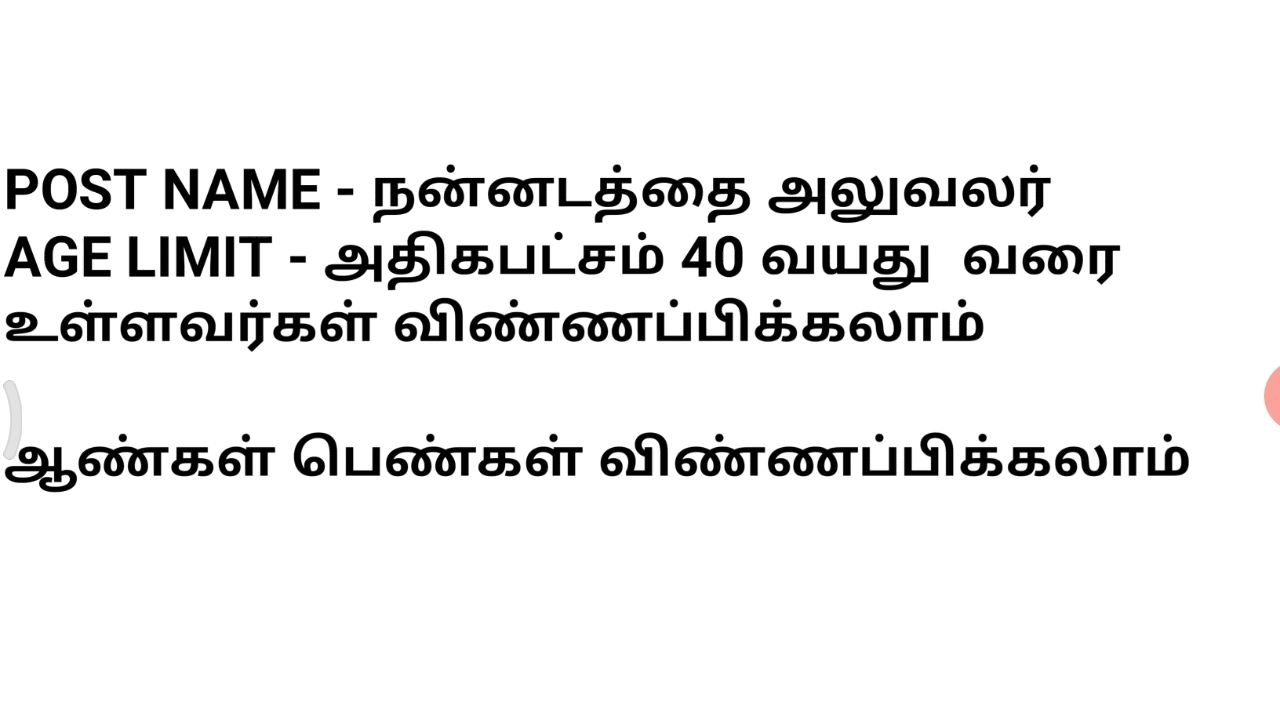 POST NAME - நன்னடத்தை அலுவலர்
AGE LIMIT - அதிகபட்சம் 40 வயது வரை
உள்ளவர்கள் விண்ணப்பிக்கலாம்
ஆண்கள் பெண்கள் விண்ணப்பிக்கலாம்